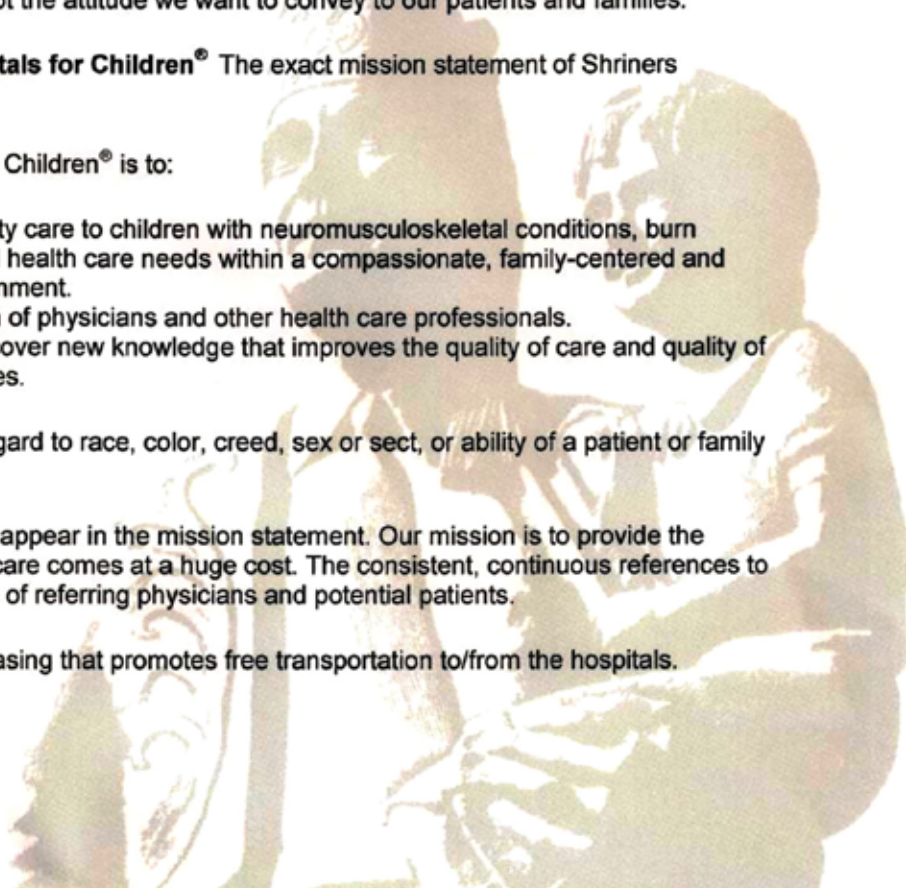 the attitude we want to convey to our patients and families.
tals for Children® The exact mission statement of Shriners
Children® is to:
ty care to children with neuromusculoskeletal conditions, burn
health care needs within a compassionate, family-centered and
nment.
of physicians and other health care professionals.
over new knowledge that improves the quality of care and quality of
es.
gard to race, color, creed, sex or sect, or ability of a patient or family
appear in the mission statement. Our mission is to provide the
care comes at a huge cost. The consistent, continuous references to
of referring physicians and potential patients.
asing that promotes free transportation to/from the hospitals.